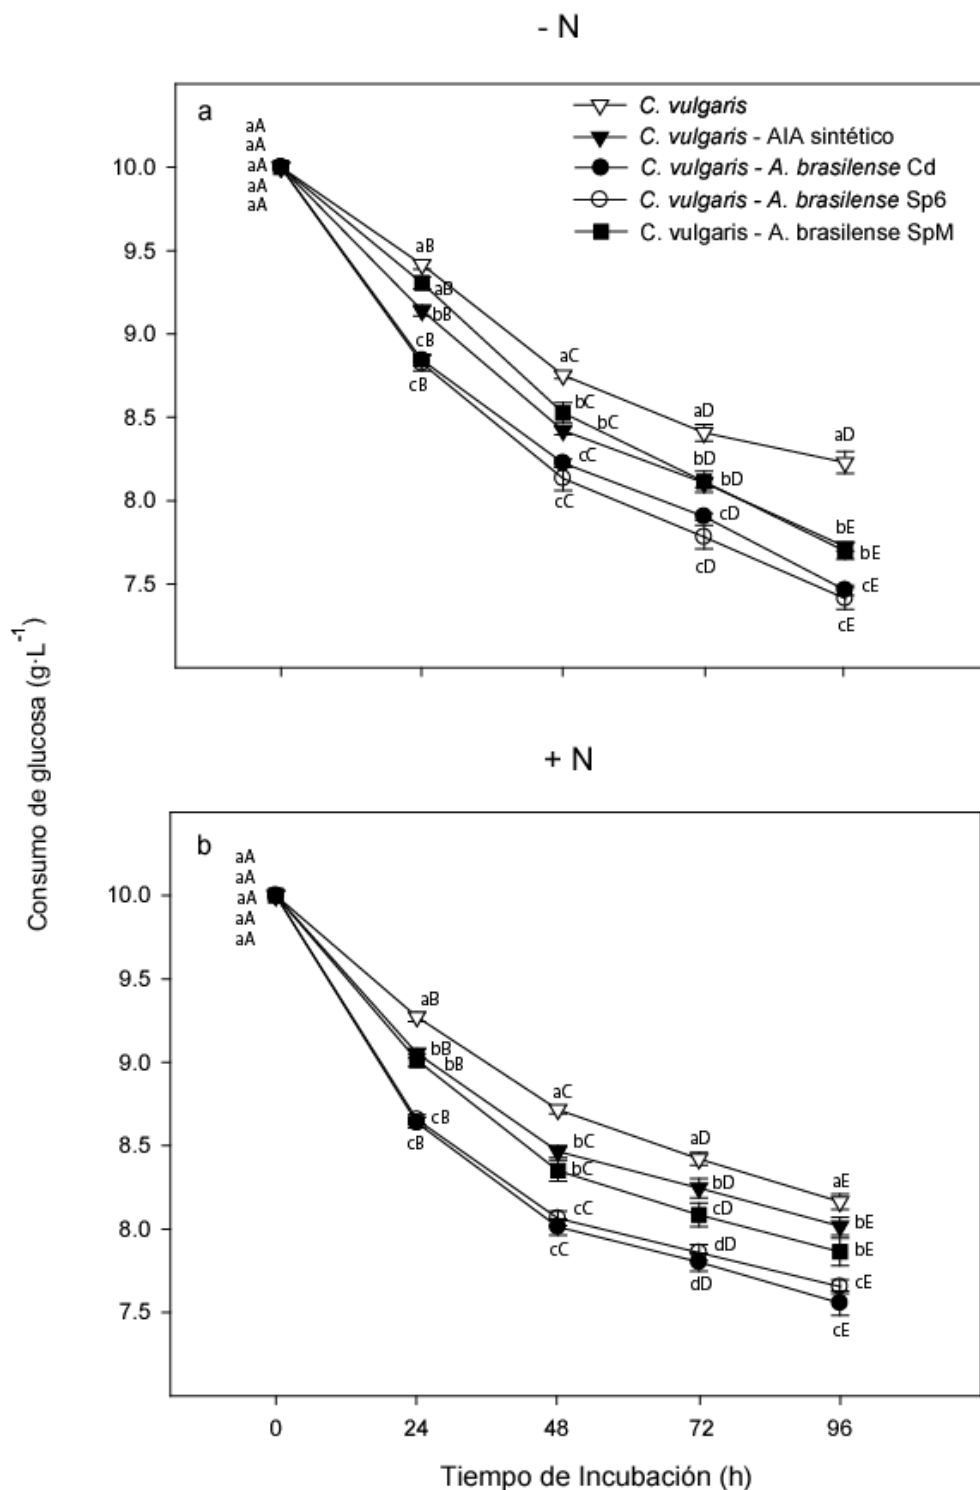 - N
a
aA
aA
aA
aA
aA
C. vulgaris
C. vulgaris - AIA sintético
C. vulgaris - A. brasilense Cd
C. vulgaris - A. brasilense Sp6
C. vulgaris - A. brasilense SpM
10.0
9.5
9.0
8.5
8.0
7.5
aB
aB
bB
cB
cB
aC
bC
bC
cC
cC
aD
bD
bD
cD
cD
aD
bE
bE
cE
cE
Consumo de glucosa (g·L-1)
+ N
b
aA
aA
aA
aA
aA
10.0
9.5
9.0
8.5
8.0
7.5
aB
bB
bB
cB
cB
aC
bC
bC
cC
cC
aD
bD
cD
dD
dD
aE
bE
bE
cE
cE
0 24 48 72 96
Tiempo de Incubación (h)